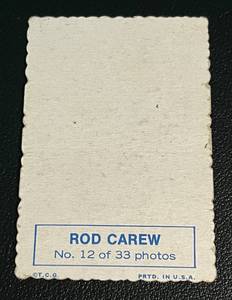 ROD CAREW
No. 12 of 33 photos
©T.C.G. PRTD. IN U.S.A.